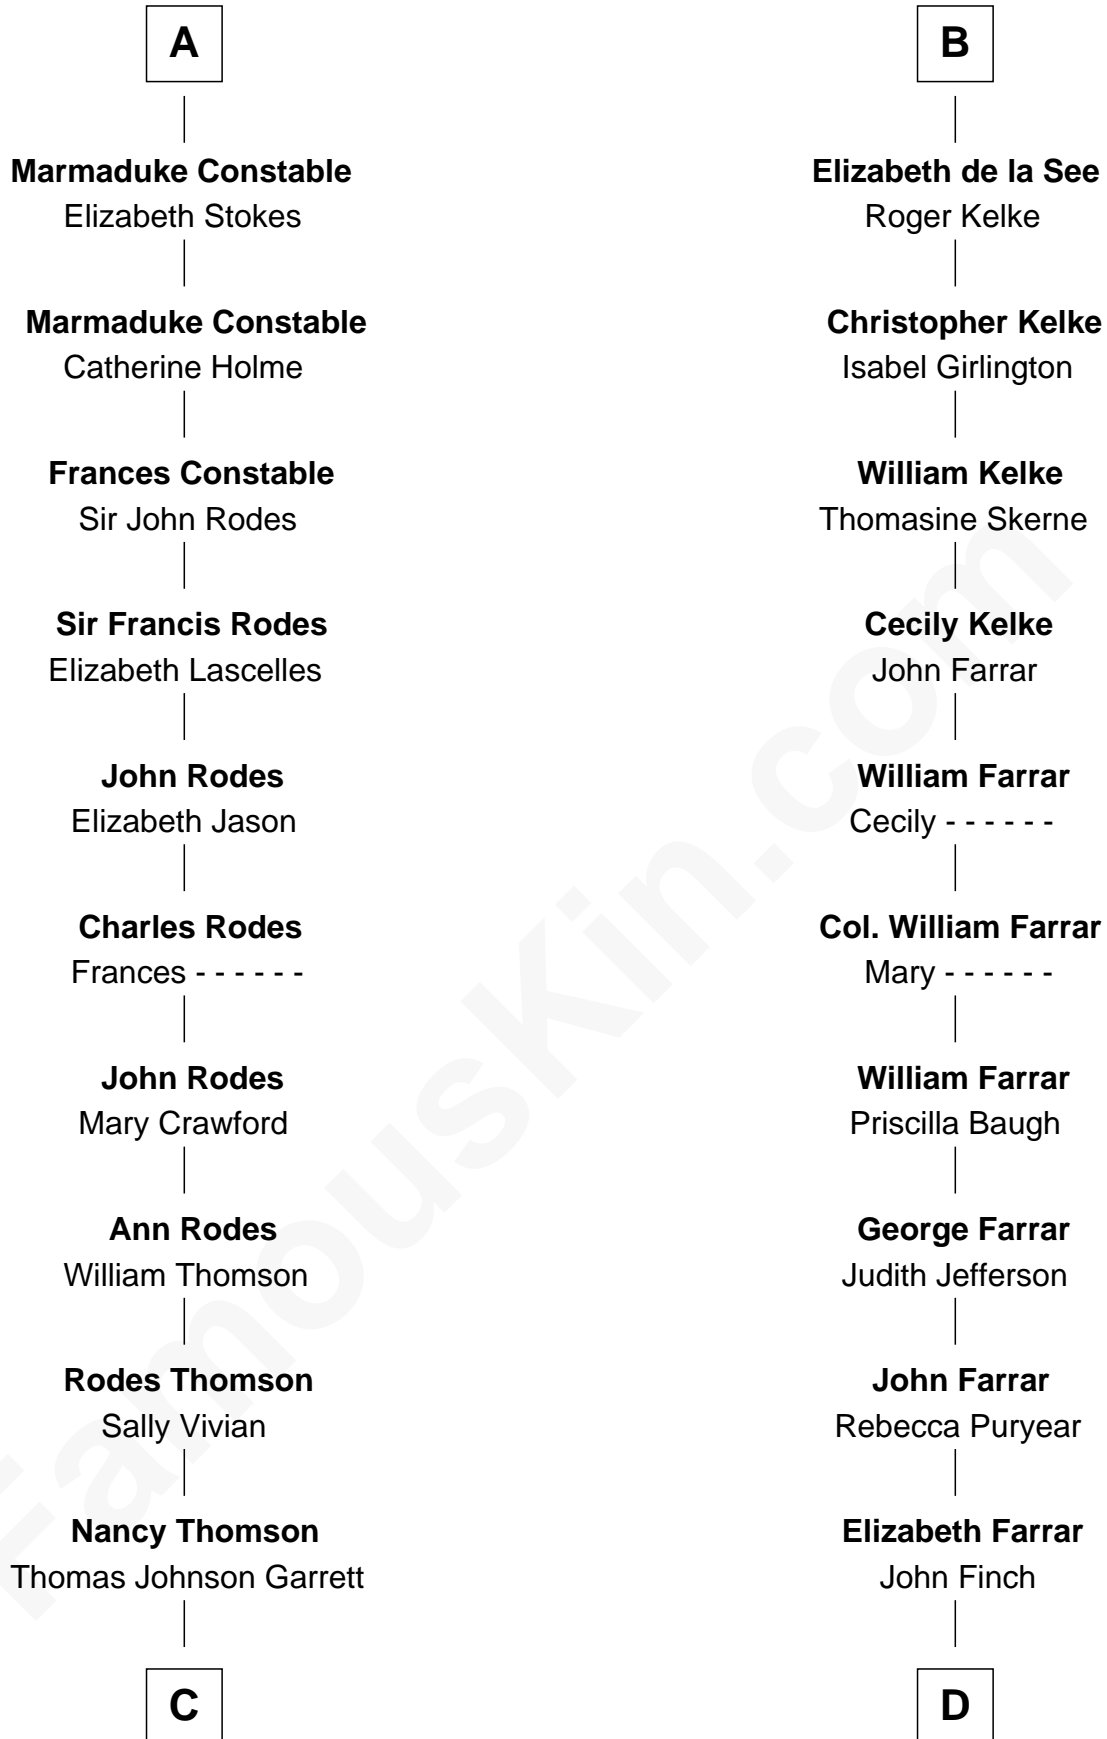 A
Marmaduke Constable
Elizabeth Stokes
Marmaduke Constable
Catherine Holme
Frances Constable
Sir John Rodes
Sir Francis Rodes
Elizabeth Lascelles
John Rodes
Elizabeth Jason
Charles Rodes
Frances - - - - - -
John Rodes
Mary Crawford
Ann Rodes
William Thomson
Rodes Thomson
Sally Vivian
Nancy Thomson
Thomas Johnson Garrett
C
B
Elizabeth de la See
Roger Kelke
Christopher Kelke
Isabel Girlington
William Kelke
Thomasine Skerne
Cecily Kelke
John Farrar
William Farrar
Cecily - - - - - -
Col. William Farrar
Mary - - - - - -
William Farrar
Priscilla Baugh
George Farrar
Judith Jefferson
John Farrar
Rebecca Puryear
Elizabeth Farrar
John Finch
D
FamousKin.com